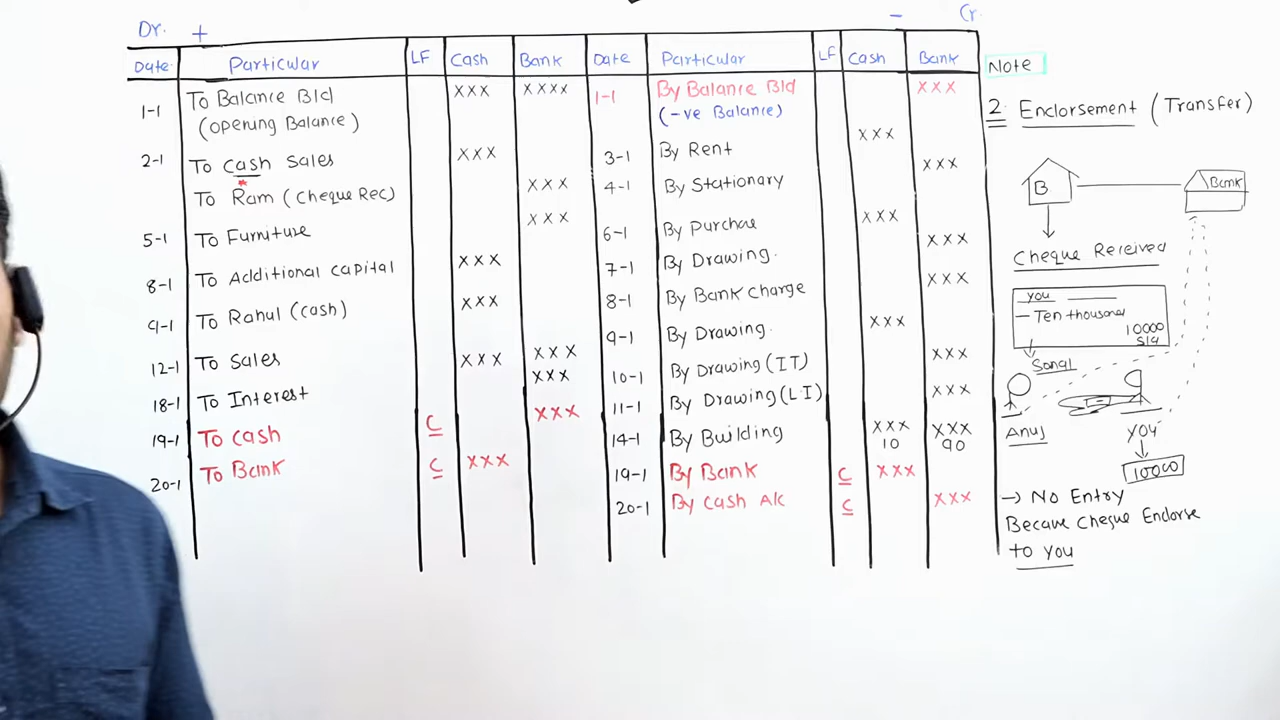 Dr. + − Cr.
Date Particular LF Cash Bank Date Particular LF Cash Bank
1-1 To Balance Bld xxx xxxx 1-1 By Balance Bld xxx
(opening Balance) (-ve Balance)
2-1 To cash Sales xxx 3-1 By Rent xxx
To Ram (Cheque Rec) xxx 4-1 By Stationary xxx
5-1 To Furniture xxx 6-1 By Purchae xxx
8-1 To Additional capital xxx 7-1 By Drawing. xxx
9-1 To Rahul (cash) xxx 8-1 By Bank Charge xxx
12-1 To Sales xxx xxx 9-1 By Drawing. xxx
18-1 To Interest xxx 10-1 By Drawing (IT) xxx
19-1 To cash C xxx 11-1 By Drawing (L.I) xxx
20-1 To Bank C xxx 14-1 By Building xxx xxx
10 90
19-1 By Bank C xxx
20-1 By Cash A/c C xxx
Note
2. Endorsement (Transfer)
B Bank
Cheque Received
you
Ten thousand
10000
Sig
Sonal
Anuj you
10000
→ No Entry
Becaue Cheque Endorse
to you